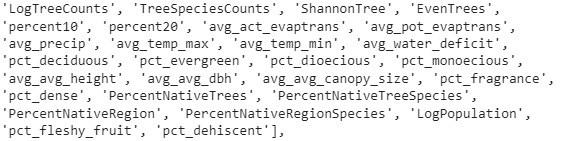 'LogTreeCounts', 'TreeSpeciesCounts', 'ShannonTree', 'EvenTrees',
'percent10', 'percent20', 'avg_act_evaptrans', 'avg_pot_evaptrans',
'avg_precip', 'avg_temp_max', 'avg_temp_min', 'avg_water_deficit',
'pct_deciduous', 'pct_evergreen', 'pct_dioecious', 'pct_monoecious',
'avg_avg_height', 'avg_avg_dbh', 'avg_avg_canopy_size', 'pct_fragrance',
'pct_dense', 'PercentNativeTrees', 'PercentNativeTreeSpecies',
'PercentNativeRegion', 'PercentNativeRegionSpecies', 'LogPopulation',
'pct_fleshy_fruit', 'pct_dehiscent'],